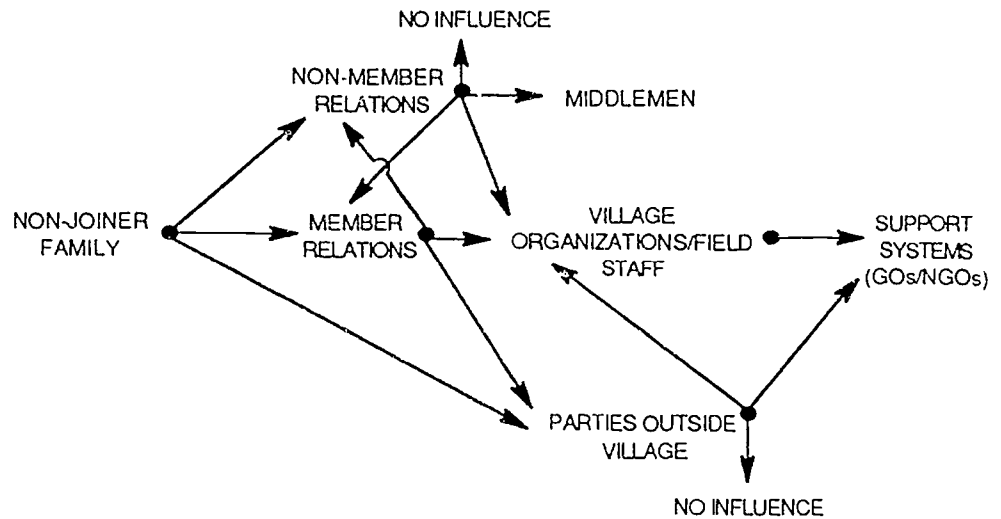 NO INFLUENCE
NON-MEMBER
RELATIONS
MIDDLEMEN
NON-JOINER
FAMILY
MEMBER
RELATIONS
VILLAGE
ORGANIZATIONS/FIELD
STAFF
SUPPORT
SYSTEMS
(GOs/NGOs)
PARTIES OUTSIDE
VILLAGE
NO INFLUENCE